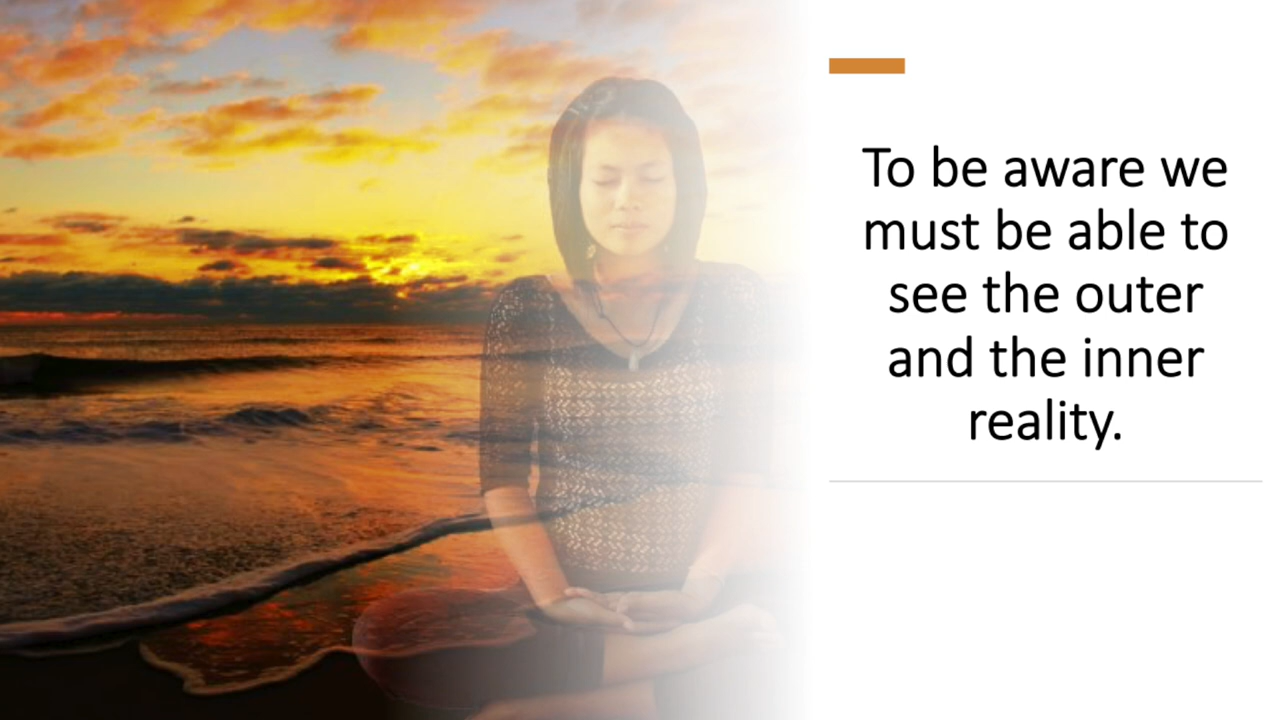 To be aware we
must be able to
see the outer
and the inner
reality.